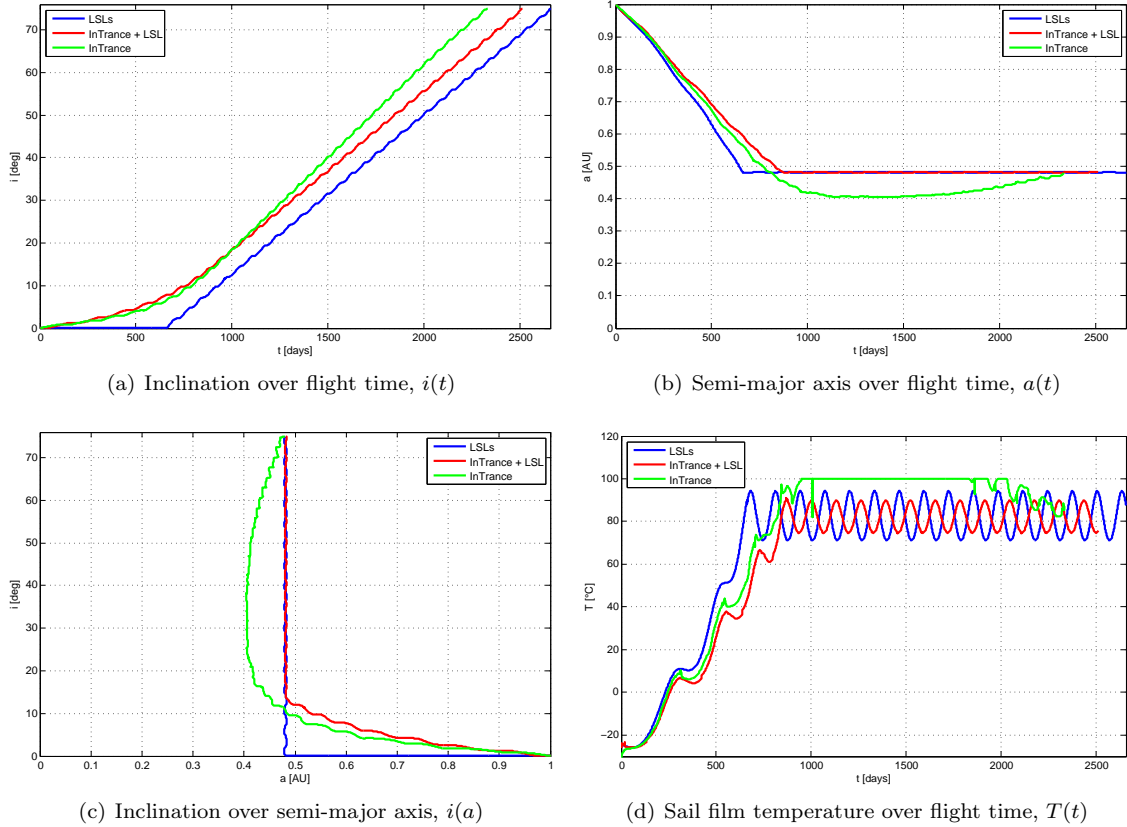 LSLs
InTrance + LSL
InTrance
70
60
50
40
30
20
10
0
i [deg]
0
500
1000
1500
2000
2500
t [days]
(a) Inclination over flight time, i(t)
LSLs
InTrance + LSL
InTrance
1
0.9
0.8
0.7
0.6
0.5
0.4
0.3
0.2
0.1
0
a [AU]
0
500
1000
1500
2000
2500
t [days]
(b) Semi-major axis over flight time, a(t)
LSLs
InTrance + LSL
InTrance
70
60
50
40
30
20
10
0
i [deg]
0
0.1
0.2
0.3
0.4
0.5
0.6
0.7
0.8
0.9
1
a [AU]
(c) Inclination over semi-major axis, i(a)
LSLs
InTrance + LSL
InTrance
120
100
80
60
40
20
0
−20
T [°C]
0
500
1000
1500
2000
2500
t [days]
(d) Sail film temperature over flight time, T(t)